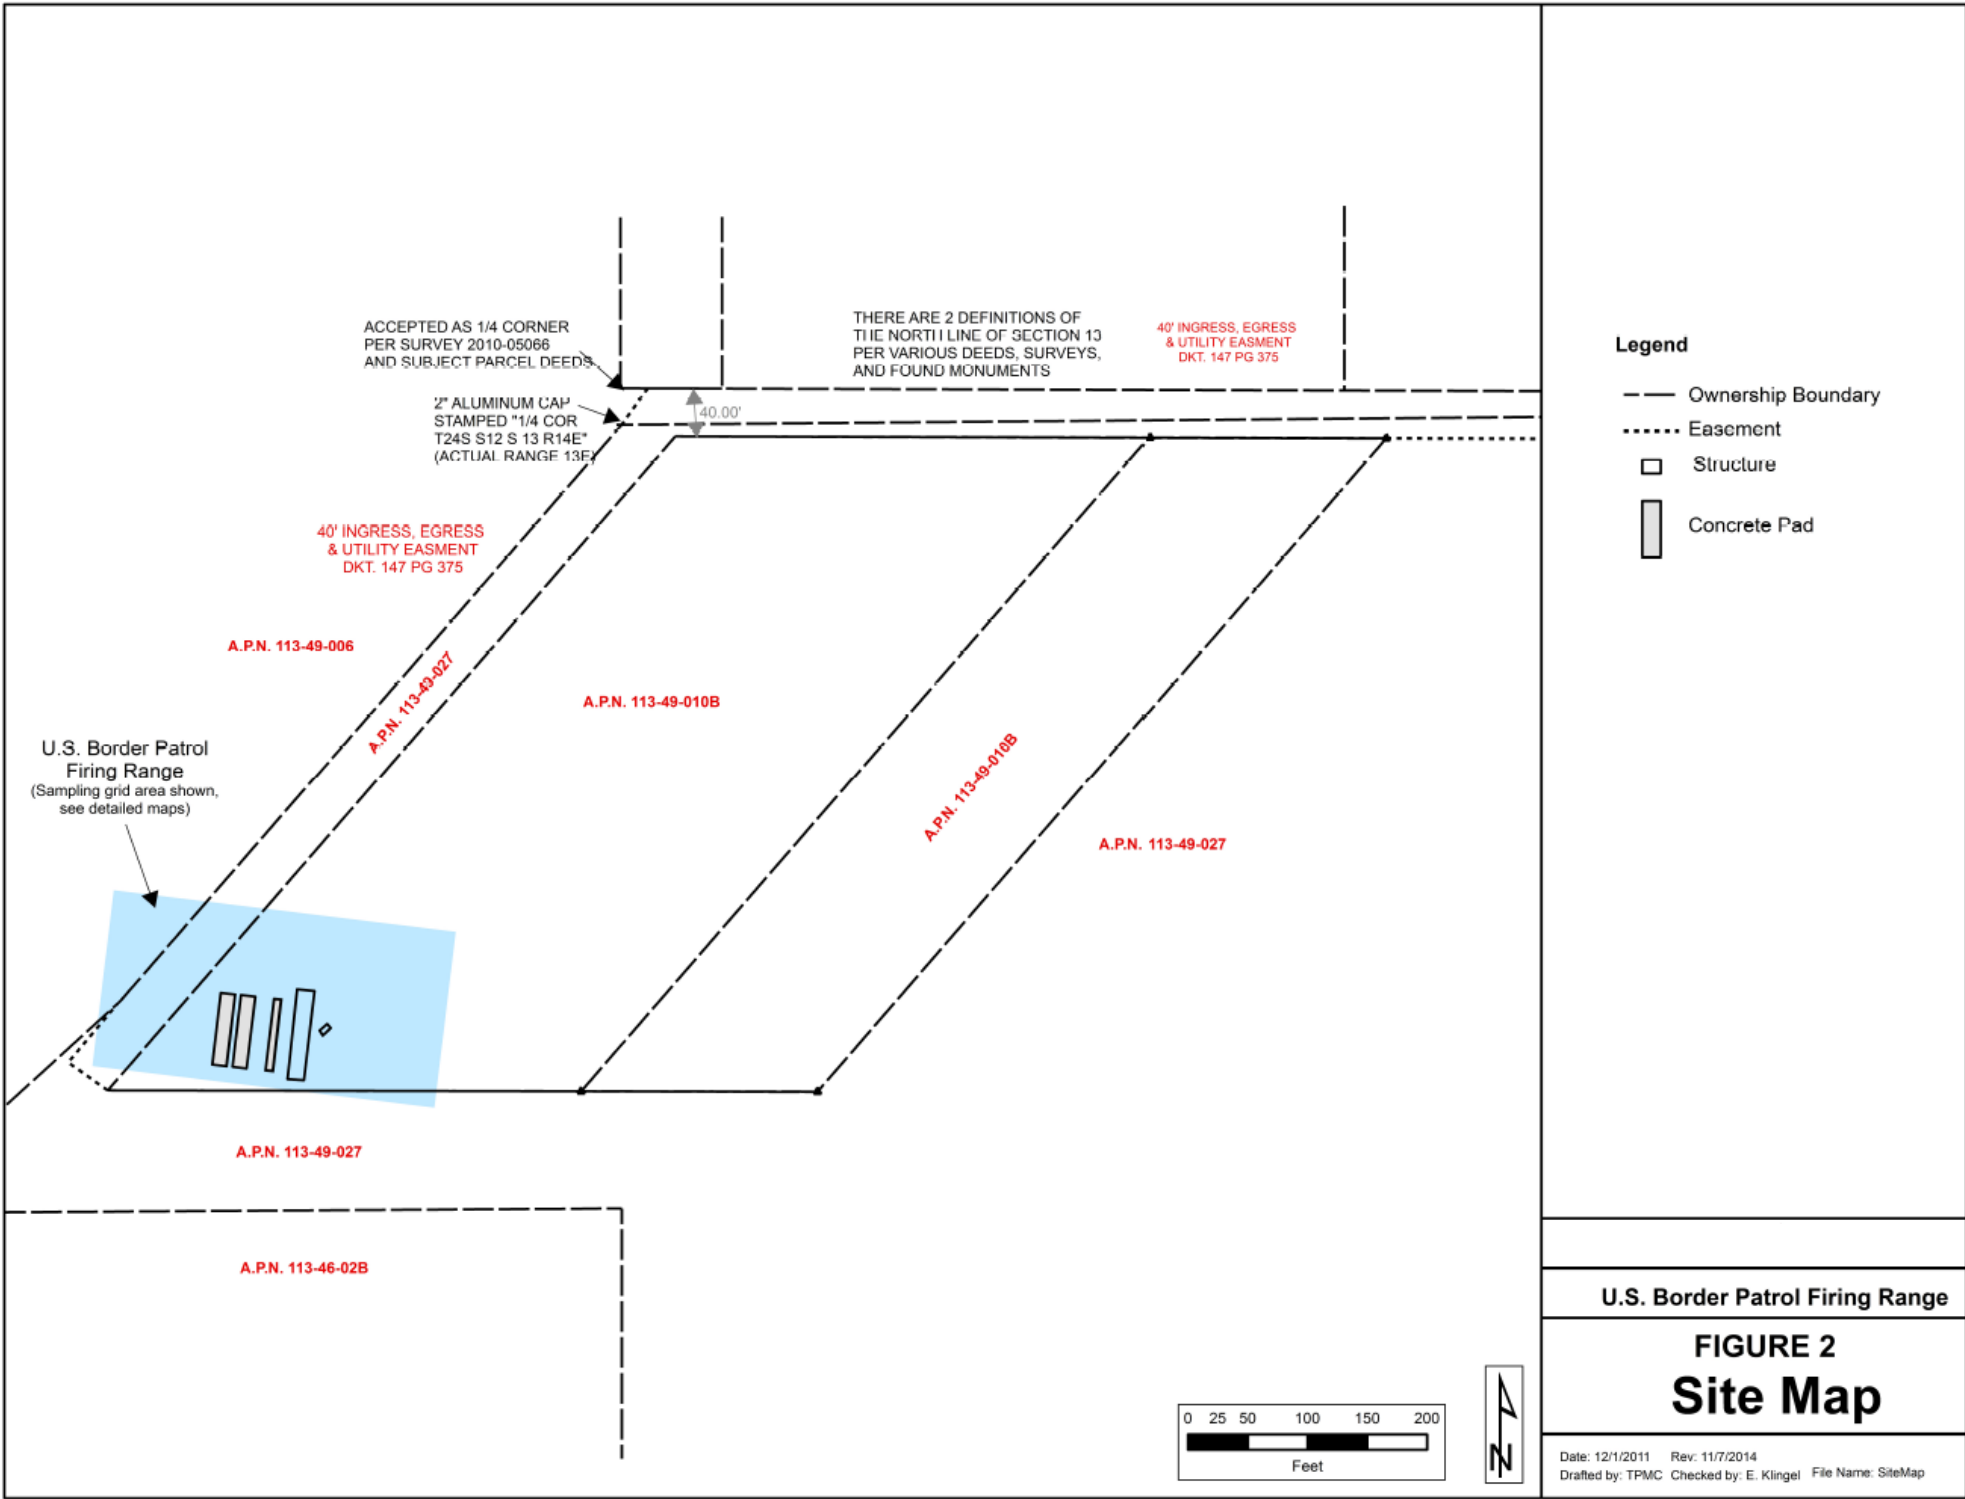 ACCEPTED AS 1/4 CORNER
PER SURVEY 2010-05066
AND SUBJECT PARCEL DEEDS
THERE ARE 2 DEFINITIONS OF
THE NORTH LINE OF SECTION 13
PER VARIOUS DEEDS, SURVEYS,
AND FOUND MONUMENTS
40' INGRESS, EGRESS
& UTILITY EASMENT
DKT. 147 PG 375
2" ALUMINUM CAP
STAMPED "1/4 COR
T24S S12 S 13 R14E"
(ACTUAL RANGE 13E)
40.00'
40' INGRESS, EGRESS
& UTILITY EASMENT
DKT. 147 PG 375
A.P.N. 113-49-006
A.P.N. 113-49-027
A.P.N. 113-49-010B
A.P.N. 113-49-010B
A.P.N. 113-49-027
U.S. Border Patrol
Firing Range
(Sampling grid area shown,
see detailed maps)
A.P.N. 113-49-027
A.P.N. 113-46-02B
0 25 50 100 150 200
Feet
N
Legend
Ownership Boundary
Easement
Structure
Concrete Pad
U.S. Border Patrol Firing Range
FIGURE 2
Site Map
Date: 12/1/2011 Rev: 11/7/2014
Drafted by: TPMC Checked by: E. Klingel File Name: SiteMap